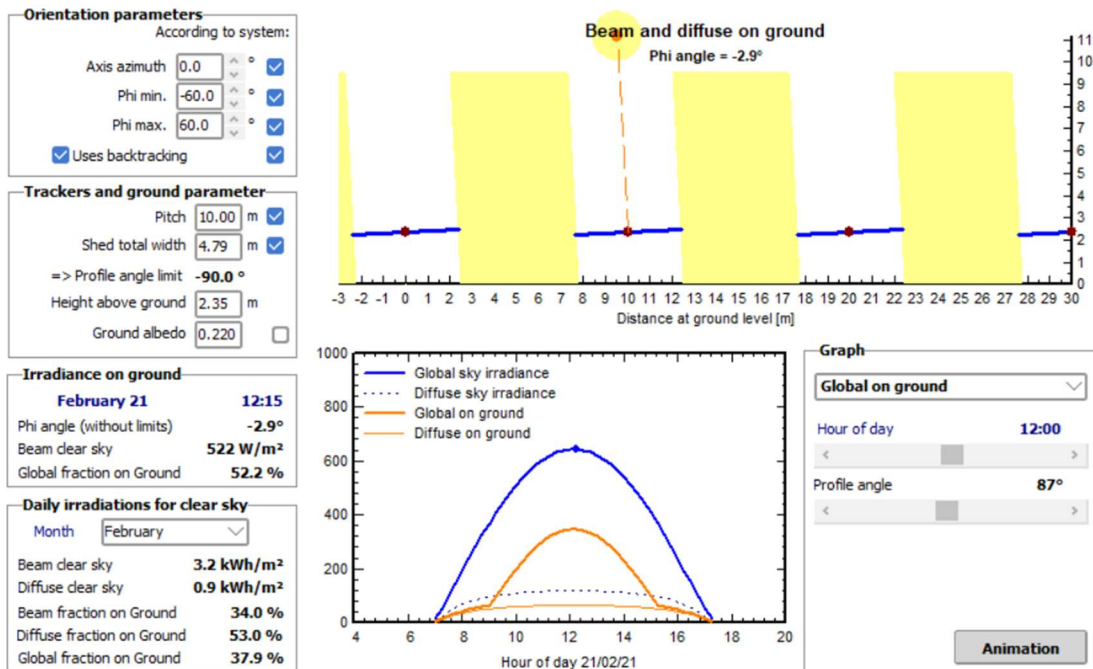 Orientation parameters
According to system:
Axis azimuth 0.0 °
Phi min. -60.0 °
Phi max. 60.0 °
Uses backtracking
Trackers and ground parameter
Pitch 10.00 m
Shed total width 4.79 m
=> Profile angle limit -90.0 °
Height above ground 2.35 m
Ground albedo 0.220
Irradiance on ground
February 21 12:15
Phi angle (without limits) -2.9°
Beam clear sky 522 W/m²
Global fraction on Ground 52.2 %
Daily irradiations for clear sky
Month February
Beam clear sky 3.2 kWh/m²
Diffuse clear sky 0.9 kWh/m²
Beam fraction on Ground 34.0 %
Diffuse fraction on Ground 53.0 %
Global fraction on Ground 37.9 %
Beam and diffuse on ground
Phi angle = -2.9°
11
10
9
8
7
6
5
4
3
2
1
0
-3 -2 -1 0 1 2 3 4 5 6 7 8 9 10 11 12 13 14 15 16 17 18 19 20 21 22 23 24 25 26 27 28 29 30
Distance at ground level [m]
1000
800
600
400
200
0
Global sky irradiance
Diffuse sky irradiance
Global on ground
Diffuse on ground
4 6 8 10 12 14 16 18 20
Hour of day 21/02/21
Graph
Global on ground
Hour of day 12:00
Profile angle 87°
Animation